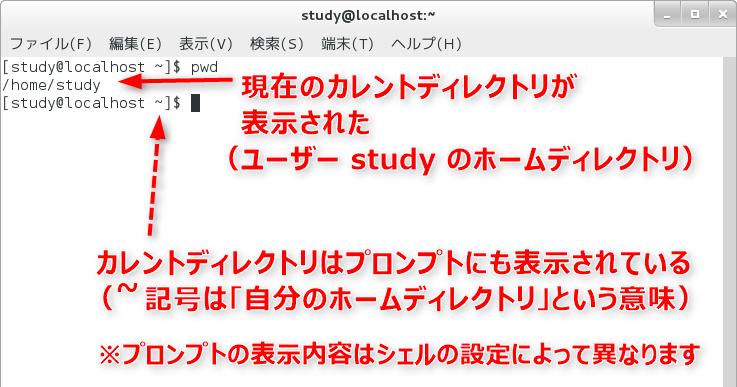 study@localhost:~
ファイル(F) 編集(E) 表示(V) 検索(S) 端末(T) ヘルプ(H)
[study@localhost ~]$ pwd
/home/study
[study@localhost ~]$
現在のカレントディレクトリが
表示された
（ユーザー study のホームディレクトリ）
カレントディレクトリはプロンプトにも表示されている
（~記号は「自分のホームディレクトリ」という意味）
※プロンプトの表示内容はシェルの設定によって異なります